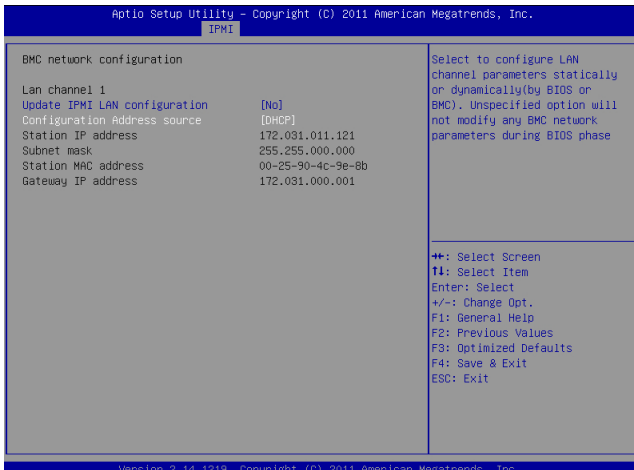 Aptio Setup Utility – Copyright (C) 2011 American Megatrends, Inc.
IPMI
BMC network configuration
Lan channel 1
Update IPMI LAN configuration [No]
Configuration Address source [DHCP]
Station IP address 172.031.011.121
Subnet mask 255.255.000.000
Station MAC address 00-25-90-4c-9e-8b
Gateway IP address 172.031.000.001
Select to configure LAN
channel parameters statically
or dynamically(by BIOS or
BMC). Unspecified option will
not modify any BMC network
parameters during BIOS phase
→←: Select Screen
↑↓: Select Item
Enter: Select
+/-: Change Opt.
F1: General Help
F2: Previous Values
F3: Optimized Defaults
F4: Save & Exit
ESC: Exit
Version 2.14.1219. Copyright (C) 2011 American Megatrends, Inc.